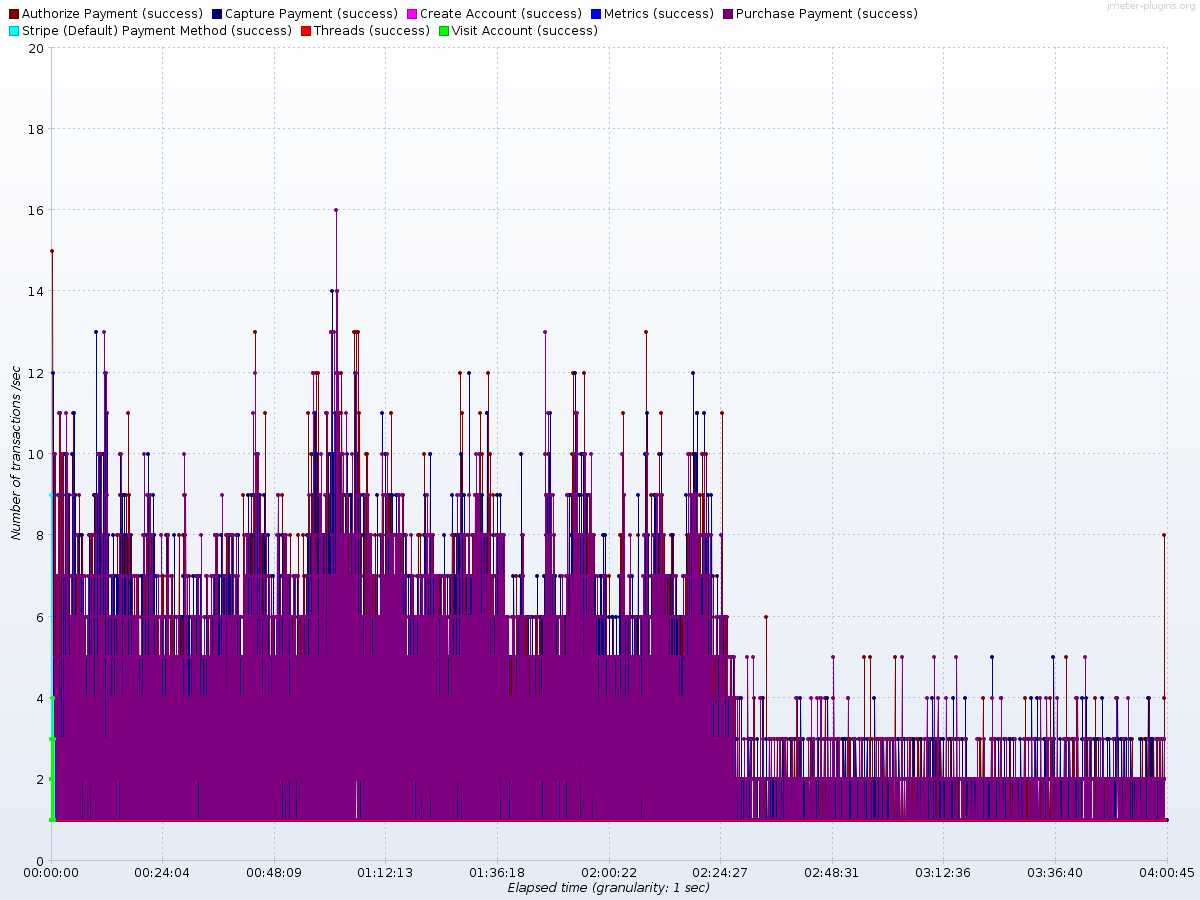 Authorize Payment (success) Capture Payment (success) Create Account (success) Metrics (success) Purchase Payment (success)
jmeter-plugins.org
Stripe (Default) Payment Method (success) Threads (success) Visit Account (success)
20
18
16
14
12
10
8
6
4
2
0
Number of transactions /sec
00:00:00 00:24:04 00:48:09 01:12:13 01:36:18 02:00:22 02:24:27 02:48:31 03:12:36 03:36:40 04:00:45
Elapsed time (granularity: 1 sec)